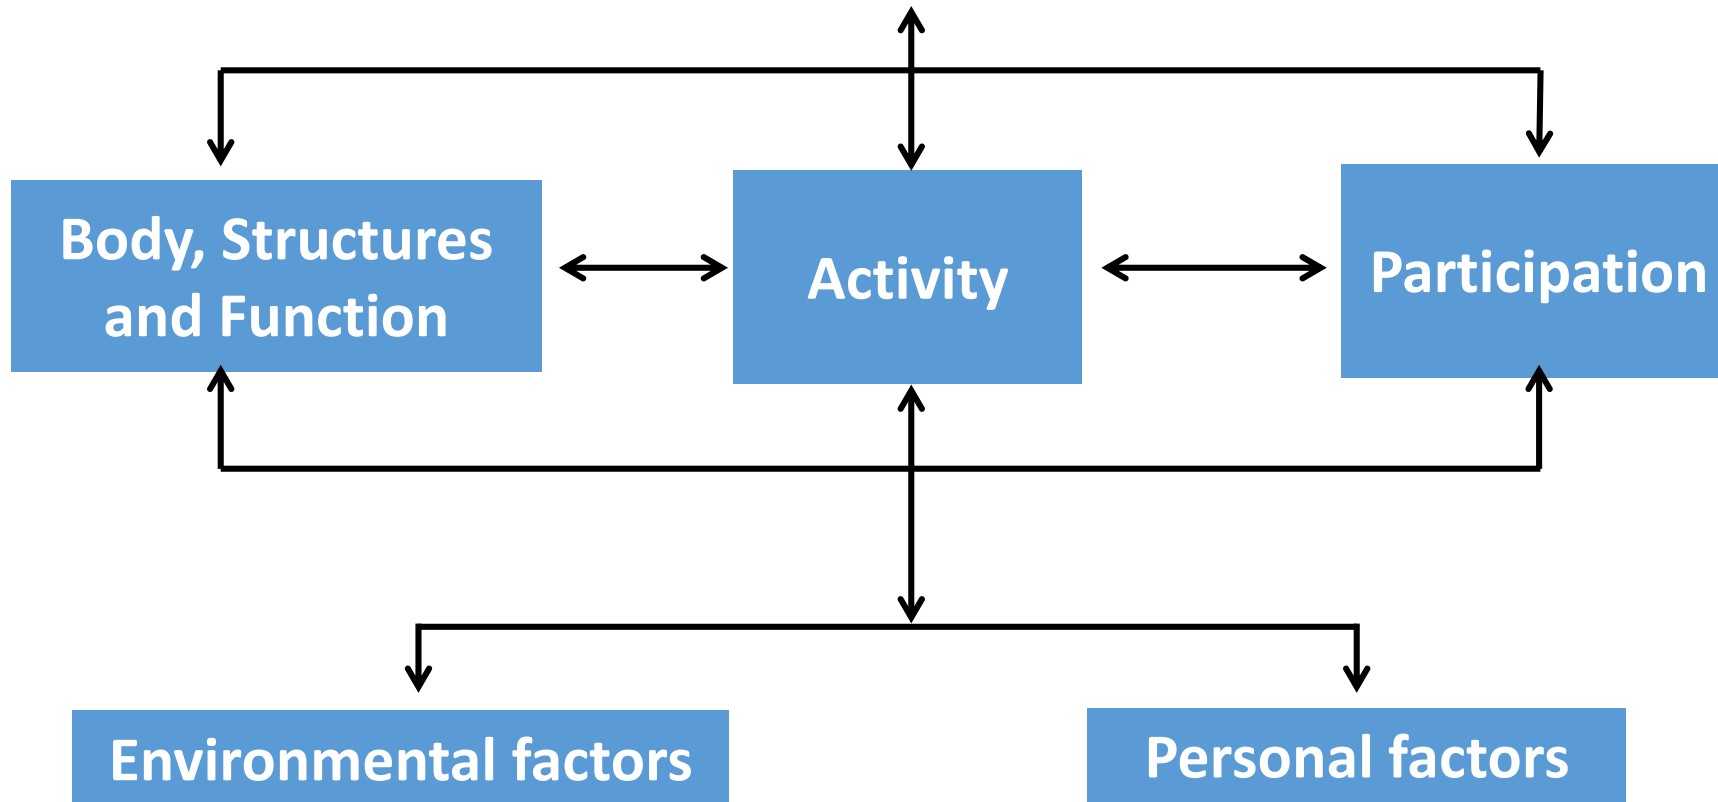 Body, Structures
and Function
Activity
Participation
Environmental factors
Personal factors